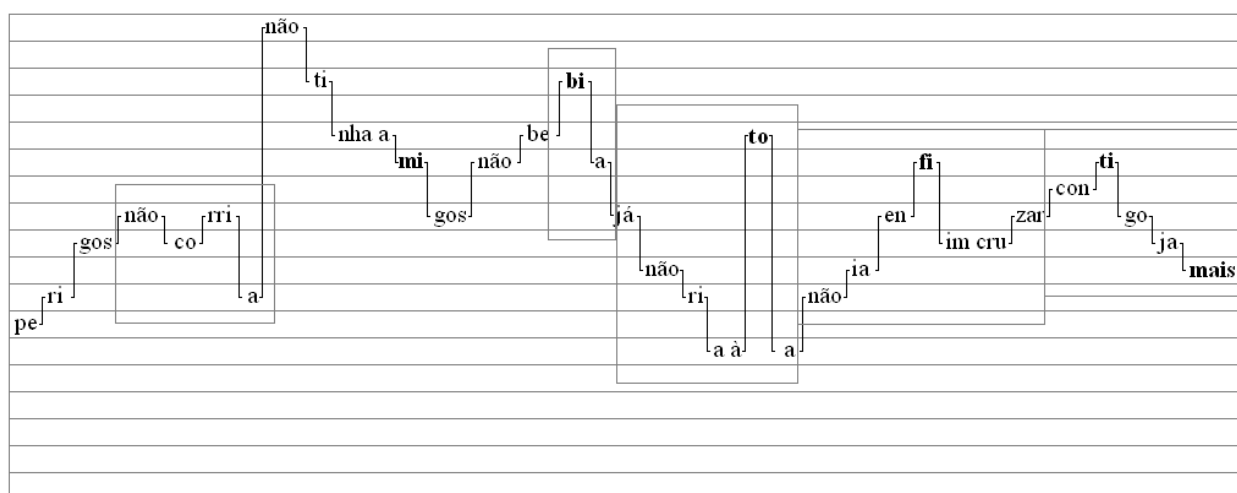 pe ri gos não co rri a não ti nha a mi gos não be bi a já não ri a à to a não ia en fi im cru zar con ti go ja mais